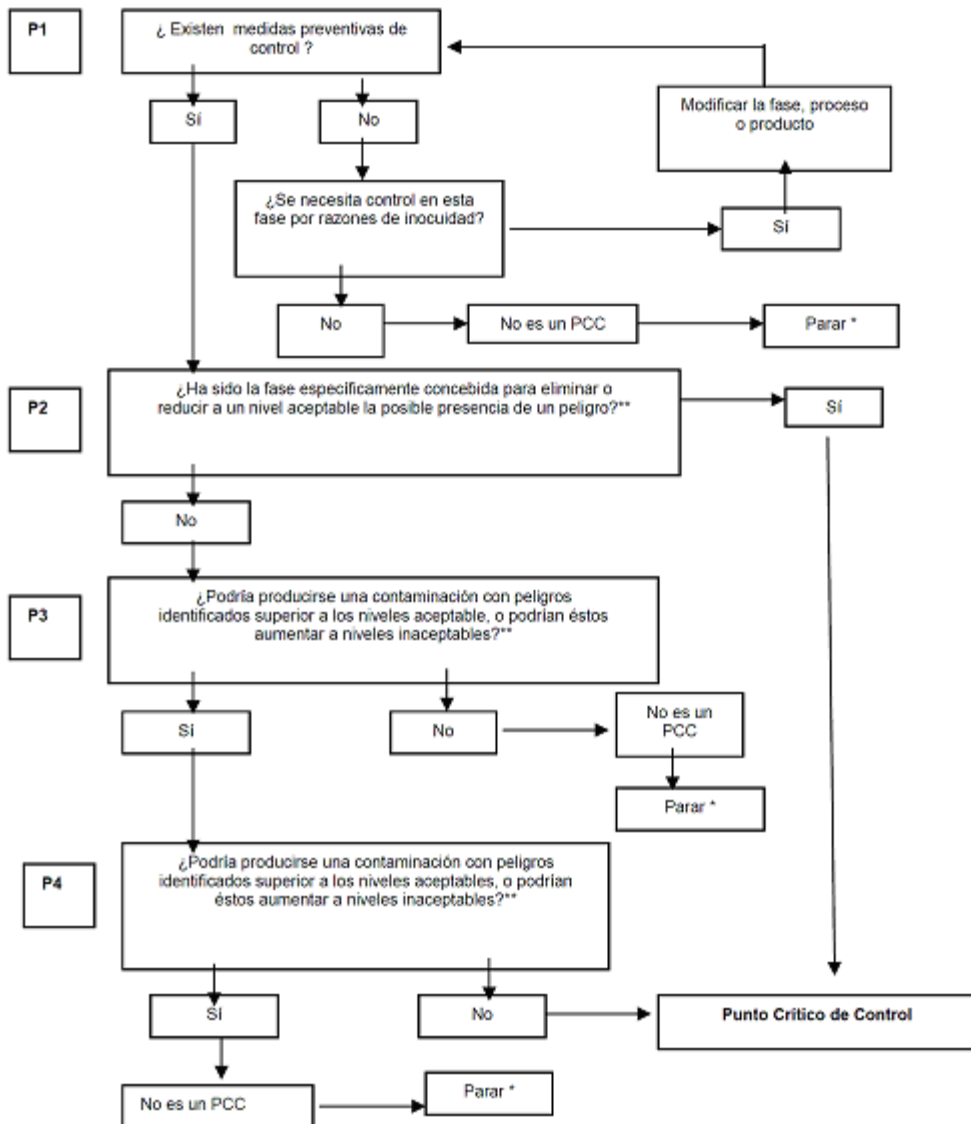 P1
¿ Existen medidas preventivas de
control ?
Sí
No
Modificar la fase, proceso
o producto
¿Se necesita control en esta
fase por razones de inocuidad?
Sí
No
No es un PCC
Parar *
P2
¿Ha sido la fase específicamente concebida para eliminar o
reducir a un nivel aceptable la posible presencia de un peligro?**
Sí
No
P3
¿Podría producirse una contaminación con peligros
identificados superior a los niveles aceptable, o podrían éstos
aumentar a niveles inaceptables?**
Sí
No
No es un
PCC
Parar *
P4
¿Podría producirse una contaminación con peligros
identificados superior a los niveles aceptables, o podrían
éstos aumentar a niveles inaceptables?**
Sí
No
Punto Crítico de Control
No es un PCC
Parar *